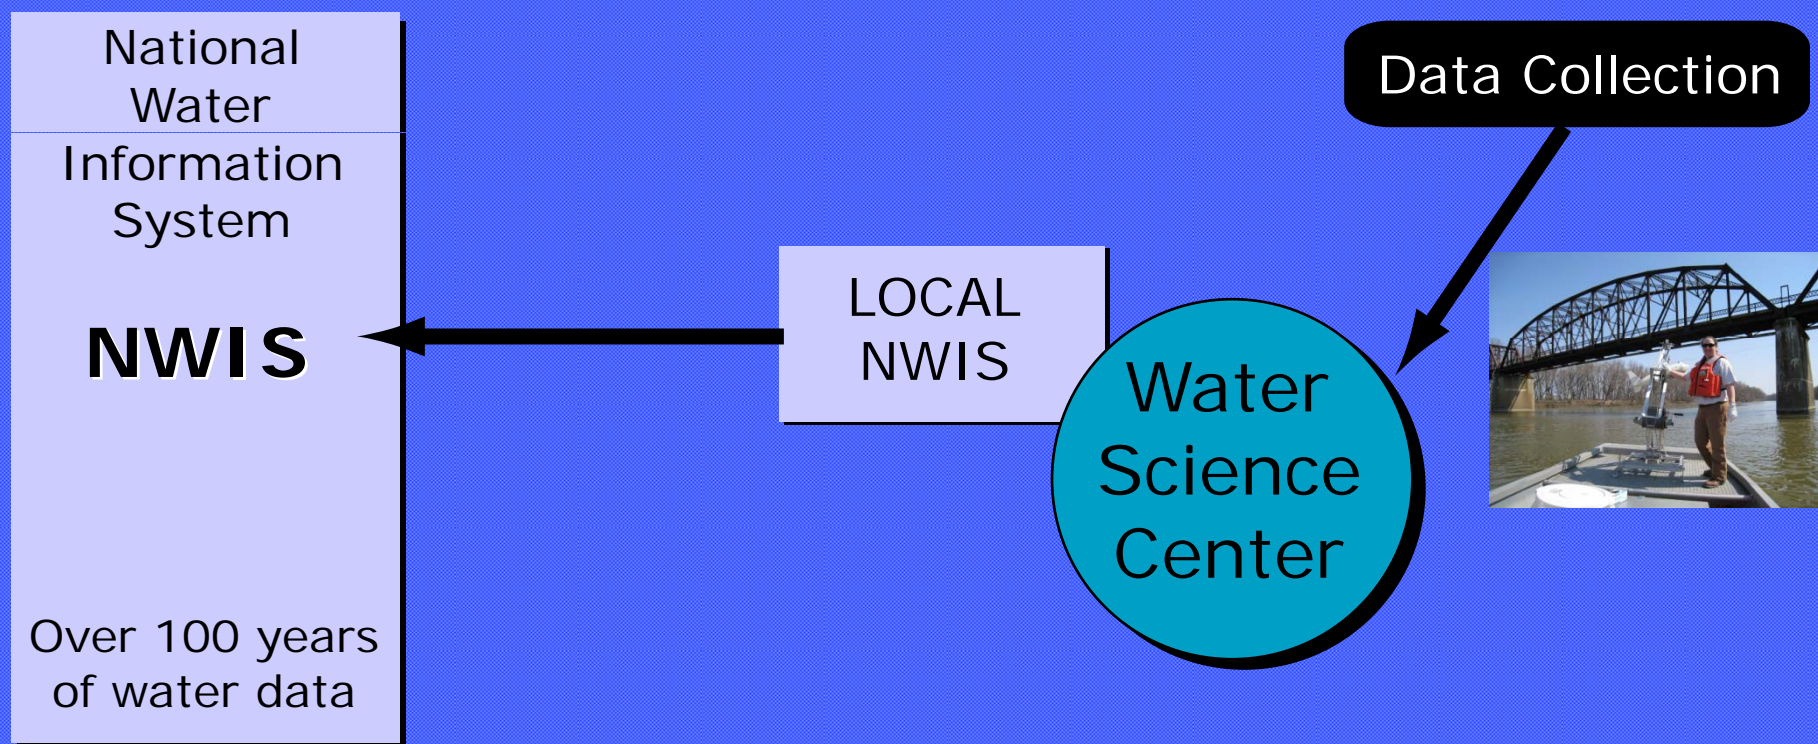 National
Water
Information
System
NWIS
Over 100 years
of water data
LOCAL
NWIS
Water
Science
Center
Data Collection